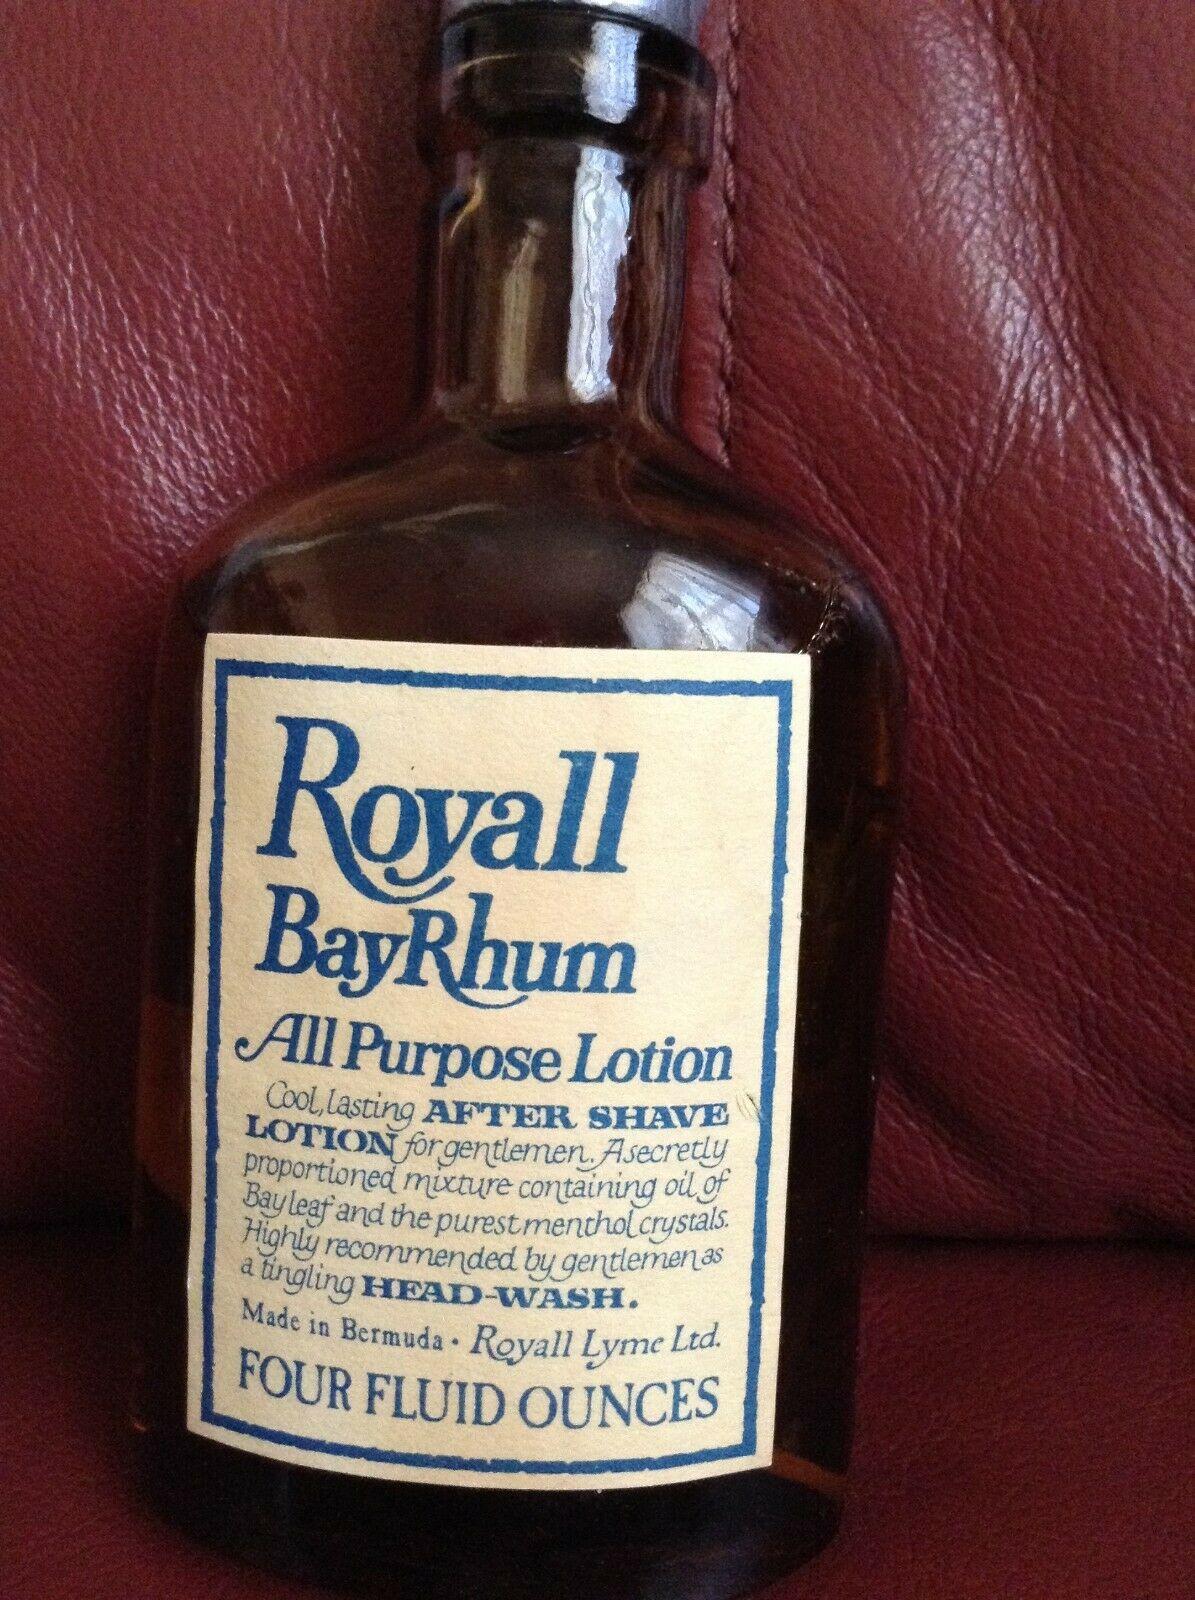 Royall
BayRhum
All Purpose Lotion
Cool, lasting AFTER SHAVE
LOTION for gentlemen. A secretly
proportioned mixture containing oil of
Bay leaf and the purest menthol crystals.
Highly recommended by gentlemen as
a tingling HEAD-WASH.
Made in Bermuda • Royall Lyme Ltd.
FOUR FLUID OUNCES